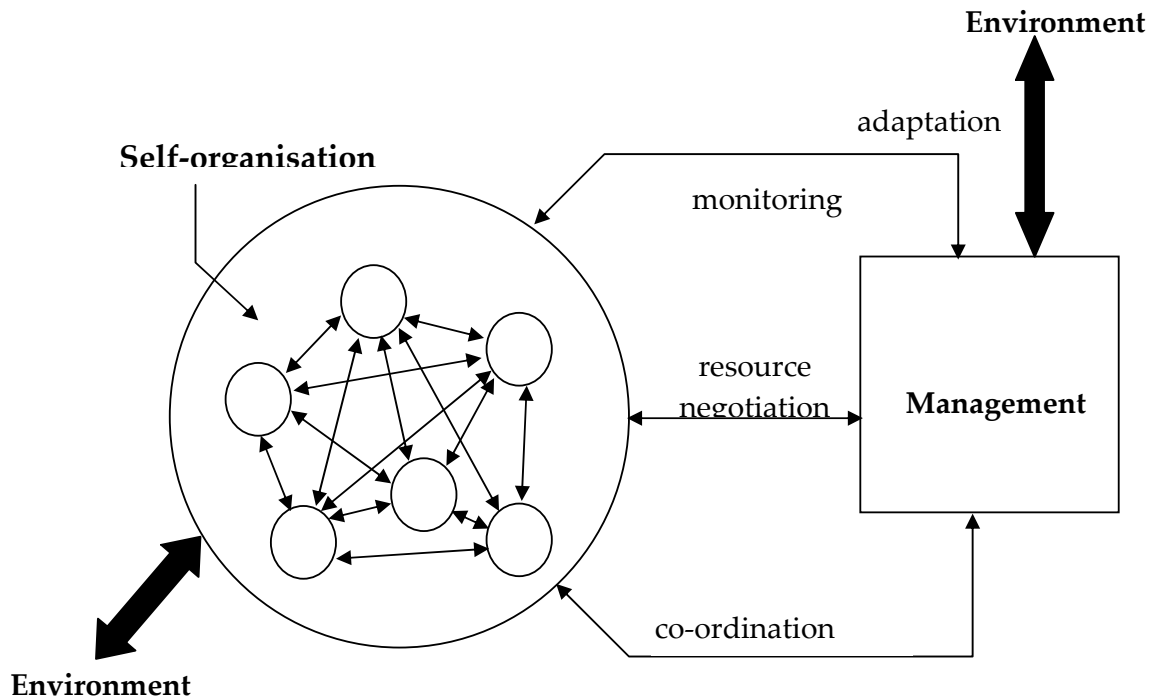 Environment
adaptation
Self-organisation
monitoring
resource
negotiation
Management
co-ordination
Environment